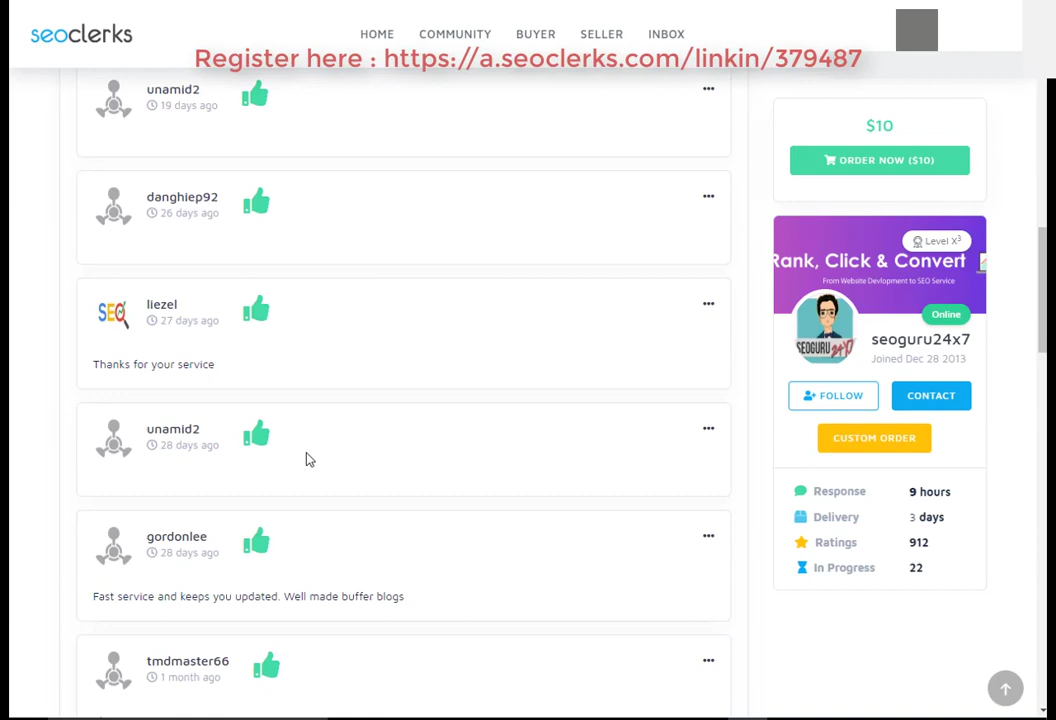 seoclerks
HOME COMMUNITY BUYER SELLER INBOX
Register here : https://a.seoclerks.com/linkin/379487
unamid2
19 days ago
danghiep92
26 days ago
liezel
27 days ago
Thanks for your service
unamid2
28 days ago
gordonlee
28 days ago
Fast service and keeps you updated. Well made buffer blogs
tmdmaster66
1 month ago
$10
ORDER NOW ($10)
Level X3
Rank, Click & Convert
From Website Devlopment to SEO Service
Online
SEOGURU 24X7
seoguru24x7
Joined Dec 28 2013
FOLLOW
CONTACT
CUSTOM ORDER
Response 9 hours
Delivery 3 days
Ratings 912
In Progress 22
SEO